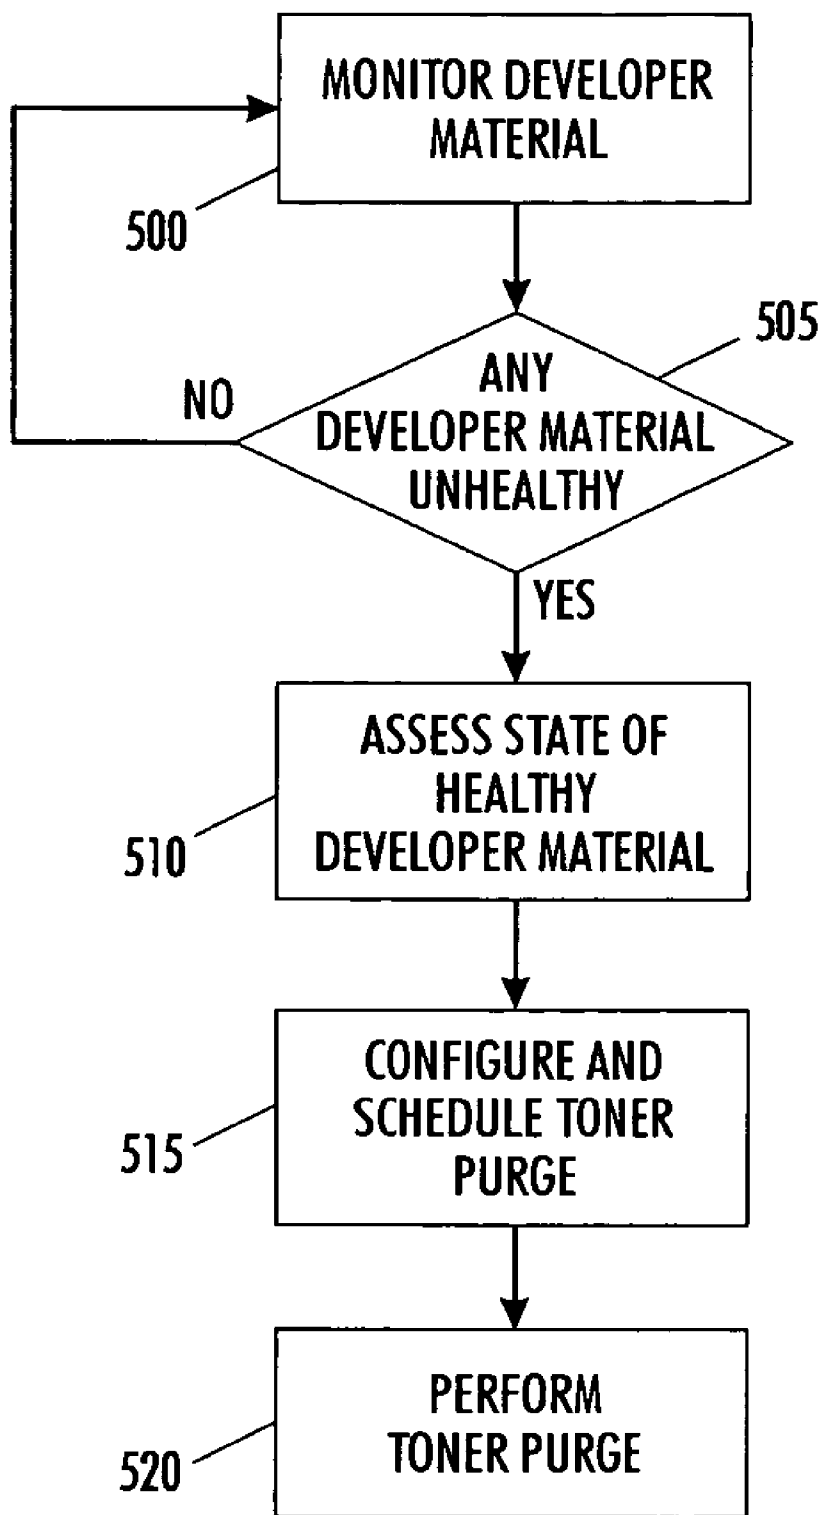 MONITOR DEVELOPER
MATERIAL
500
505
ANY
DEVELOPER MATERIAL
UNHEALTHY
NO
YES
ASSESS STATE OF
HEALTHY
DEVELOPER MATERIAL
510
CONFIGURE AND
SCHEDULE TONER
PURGE
515
PERFORM
TONER PURGE
520